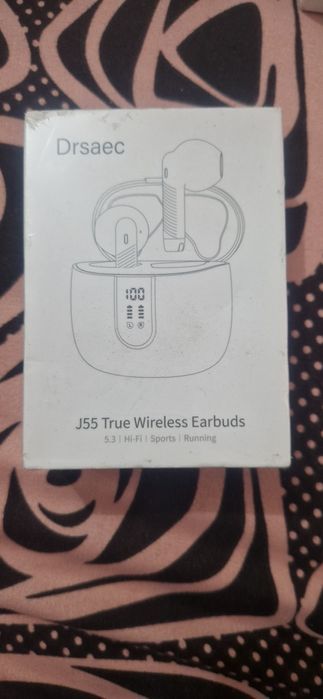 Drsaec
100
L R
J55 True Wireless Earbuds
5.3 | Hi-Fi | Sports | Running